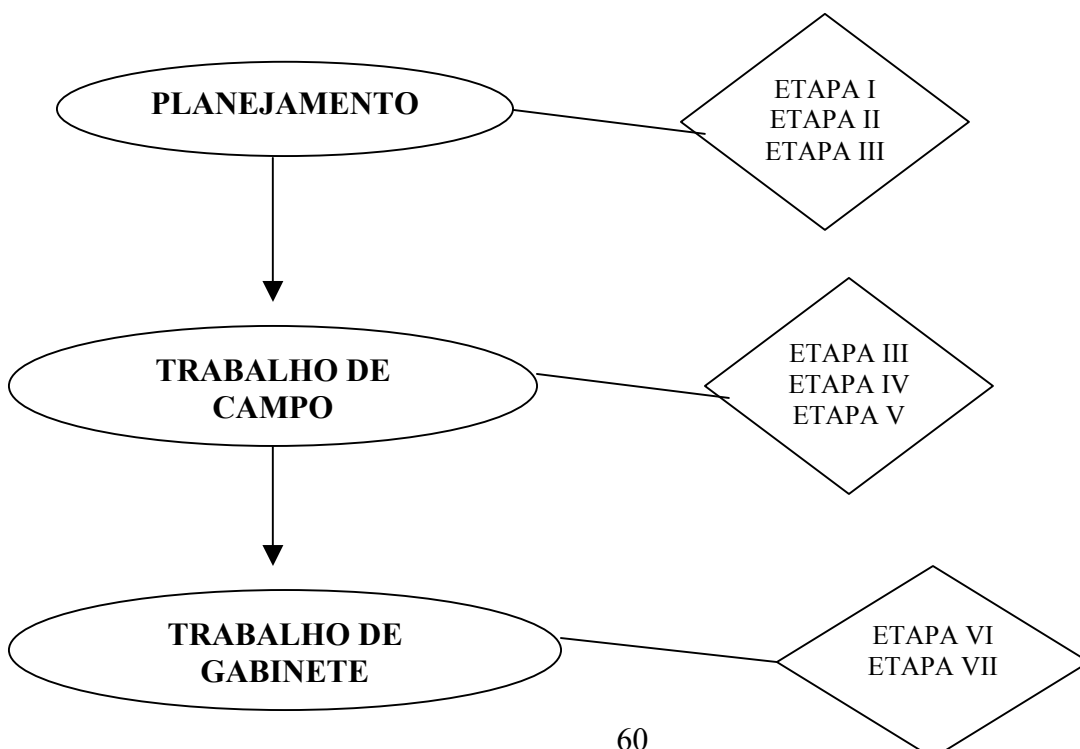 PLANEJAMENTO
ETAPA I
ETAPA II
ETAPA III
TRABALHO DE
CAMPO
ETAPA III
ETAPA IV
ETAPA V
TRABALHO DE
GABINETE
ETAPA VI
ETAPA VII
60